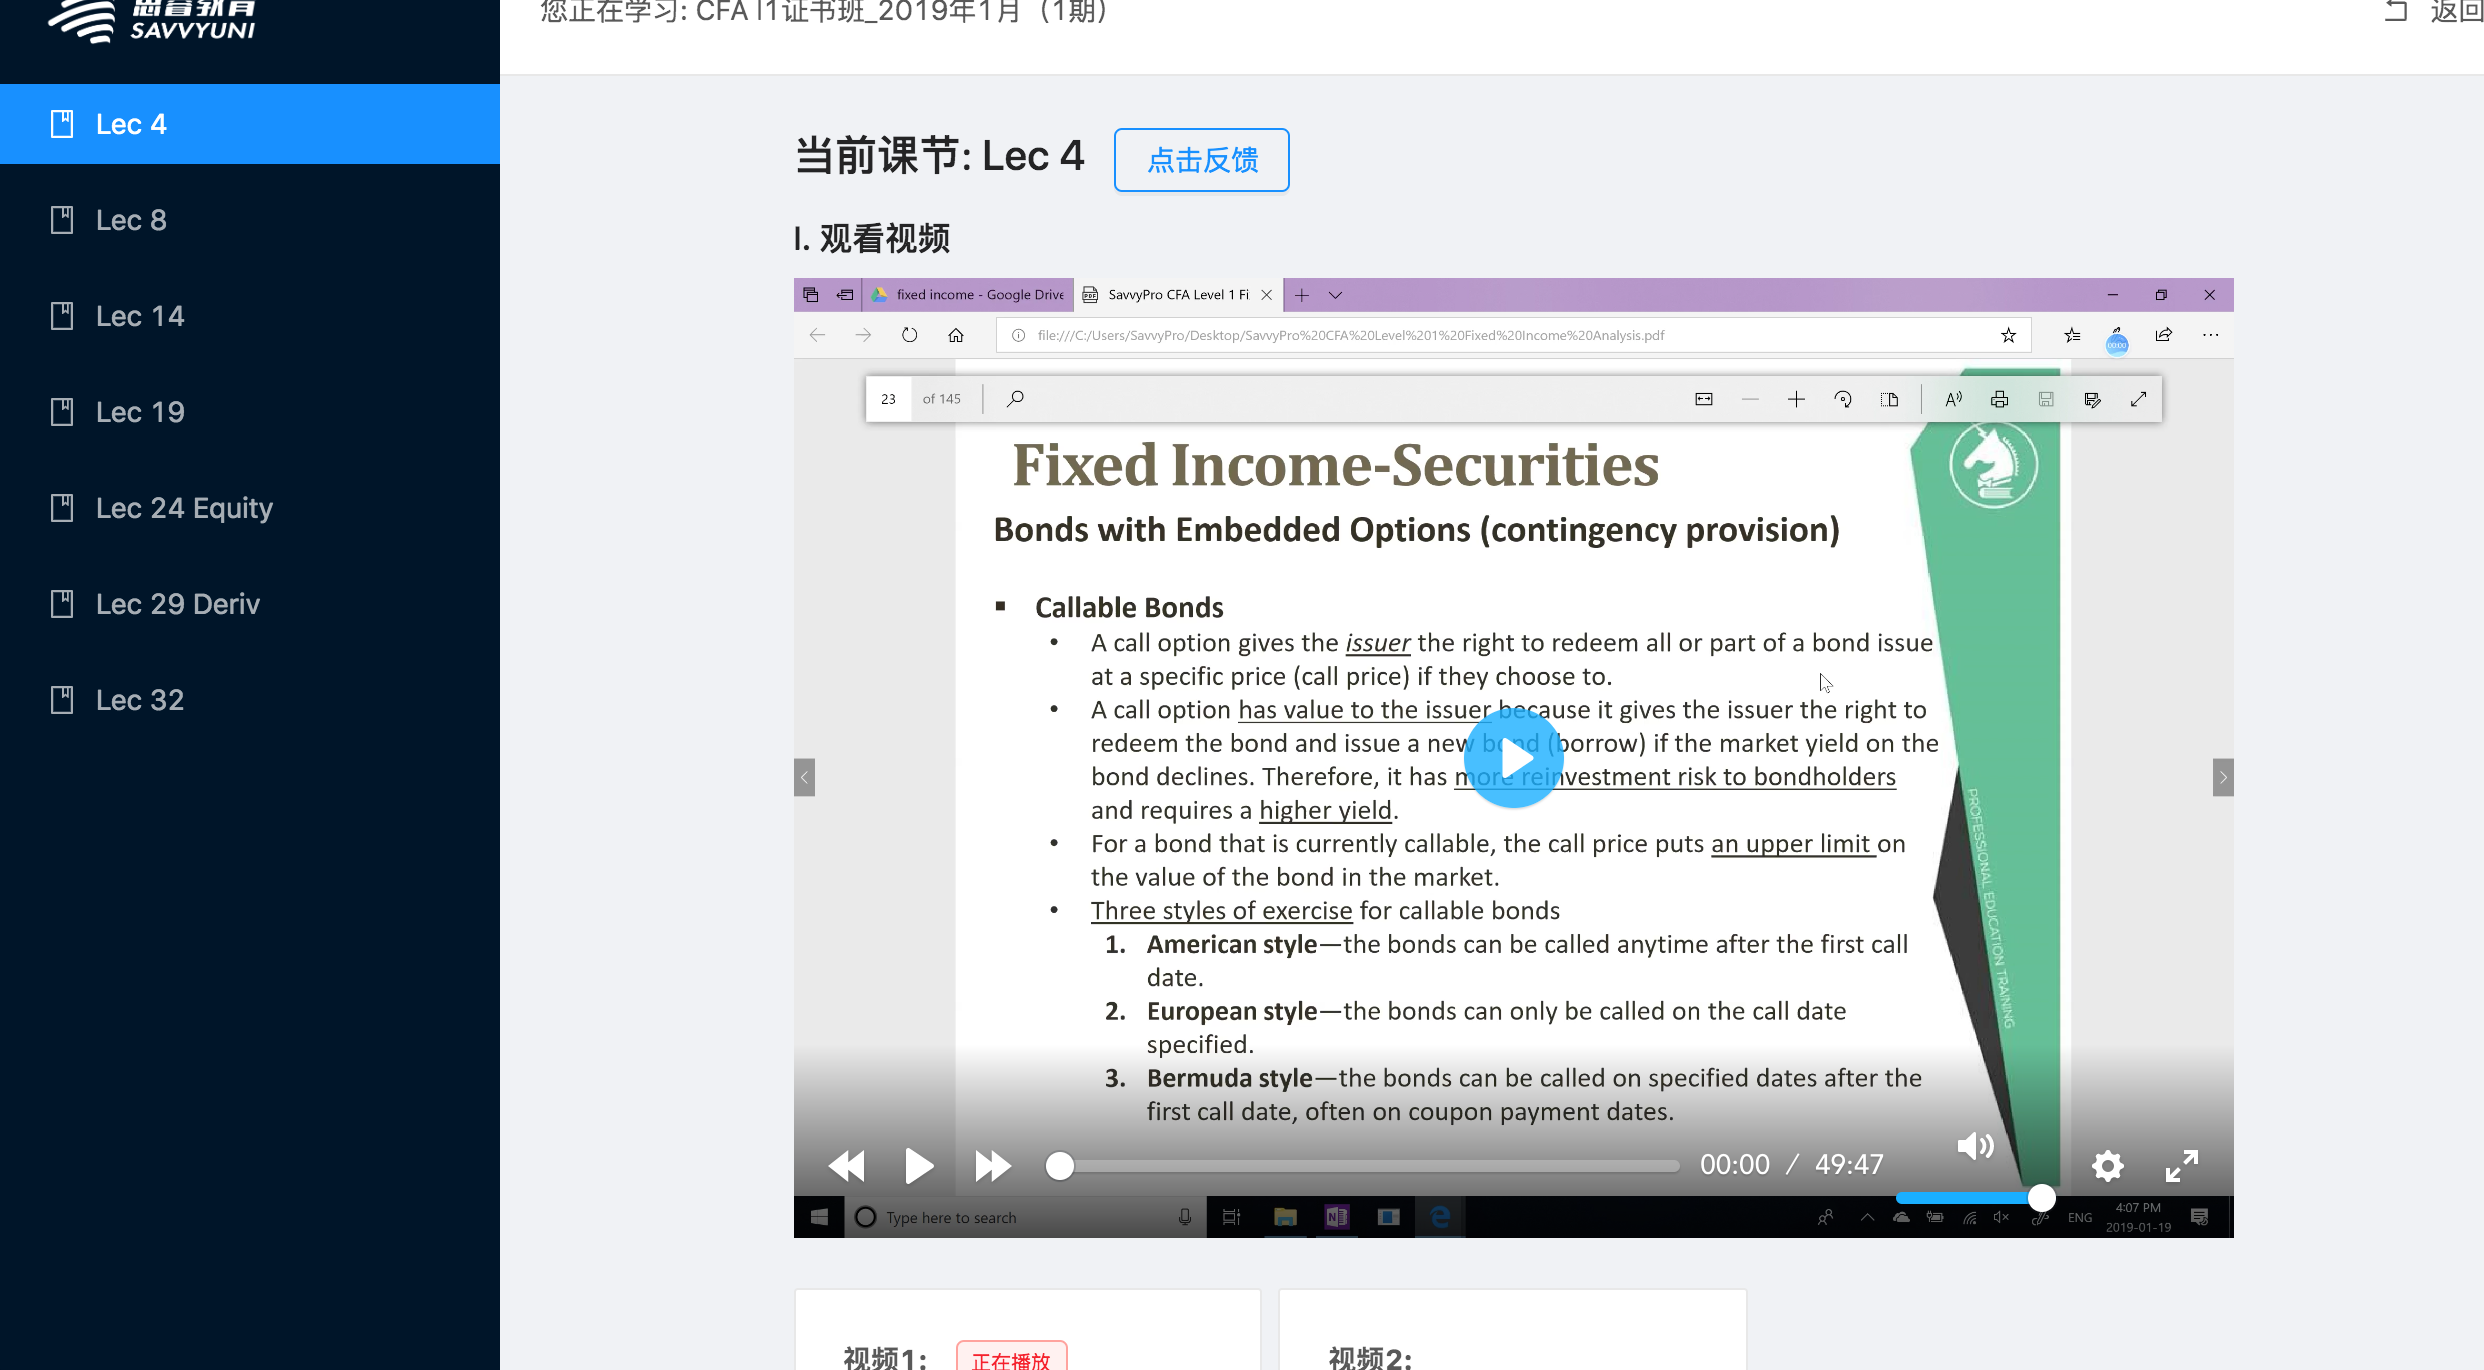 思睿教育
SAVVYUNI
您正在学习: CFA l1证书班_2019年1月（1期）
返回
Lec 4
Lec 8
Lec 14
Lec 19
Lec 24 Equity
Lec 29 Deriv
Lec 32
当前课节: Lec 4
点击反馈
I. 观看视频
fixed income - Google Drive
SavvyPro CFA Level 1 Fi
file:///C:/Users/SavvyPro/Desktop/SavvyPro%20CFA%20Level%201%20Fixed%20Income%20Analysis.pdf
00:00
23 of 145
Fixed Income-Securities
Bonds with Embedded Options (contingency provision)
Callable Bonds
A call option gives the issuer the right to redeem all or part of a bond issue
at a specific price (call price) if they choose to.
A call option has value to the issuer because it gives the issuer the right to
redeem the bond and issue a new bond (borrow) if the market yield on the
bond declines. Therefore, it has more reinvestment risk to bondholders
and requires a higher yield.
For a bond that is currently callable, the call price puts an upper limit on
the value of the bond in the market.
Three styles of exercise for callable bonds
1. American style—the bonds can be called anytime after the first call
date.
2. European style—the bonds can only be called on the call date
specified.
3. Bermuda style—the bonds can be called on specified dates after the
first call date, often on coupon payment dates.
PROFESSIONAL EDUCATION TRAINING
00:00 / 49:47
Type here to search
ENG
4:07 PM
2019-01-19
视频1:
正在播放
视频2: